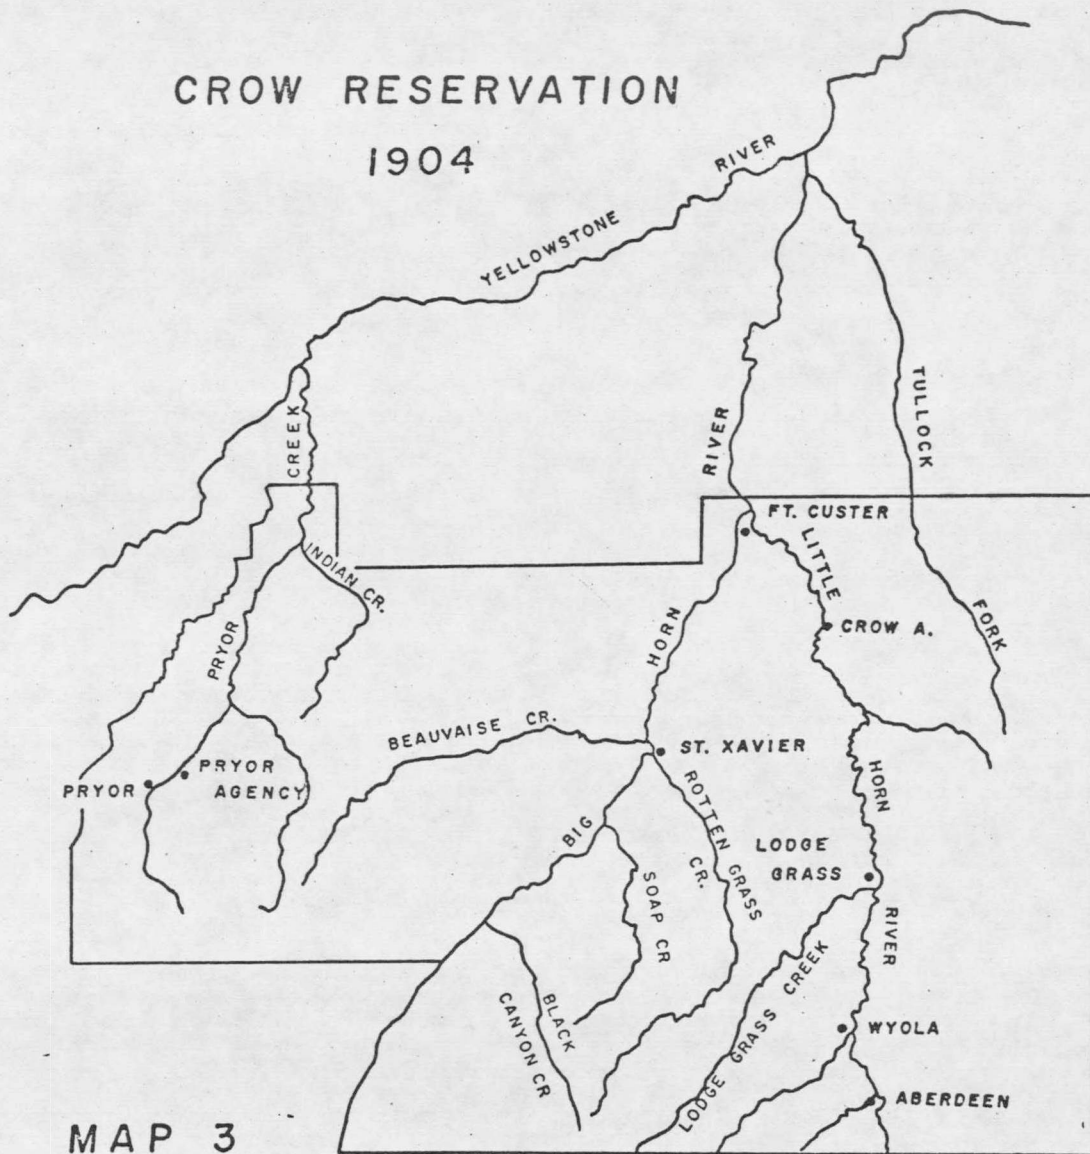 CROW RESERVATION
1904
YELLOWSTONE RIVER
CREEK
RIVER
TULLOCK
FT. CUSTER
LITTLE
INDIAN CR.
PRYOR
HORN
CROW A.
FORK
BEAUVAISE CR.
ST. XAVIER
PRYOR
PRYOR
AGENCY
HORN
ROTTEN GRASS
CR.
BIG
LODGE
GRASS
SOAP CR
RIVER
LODGE GRASS CREEK
BLACK
CANYON CR
WYOLA
ABERDEEN
MAP 3